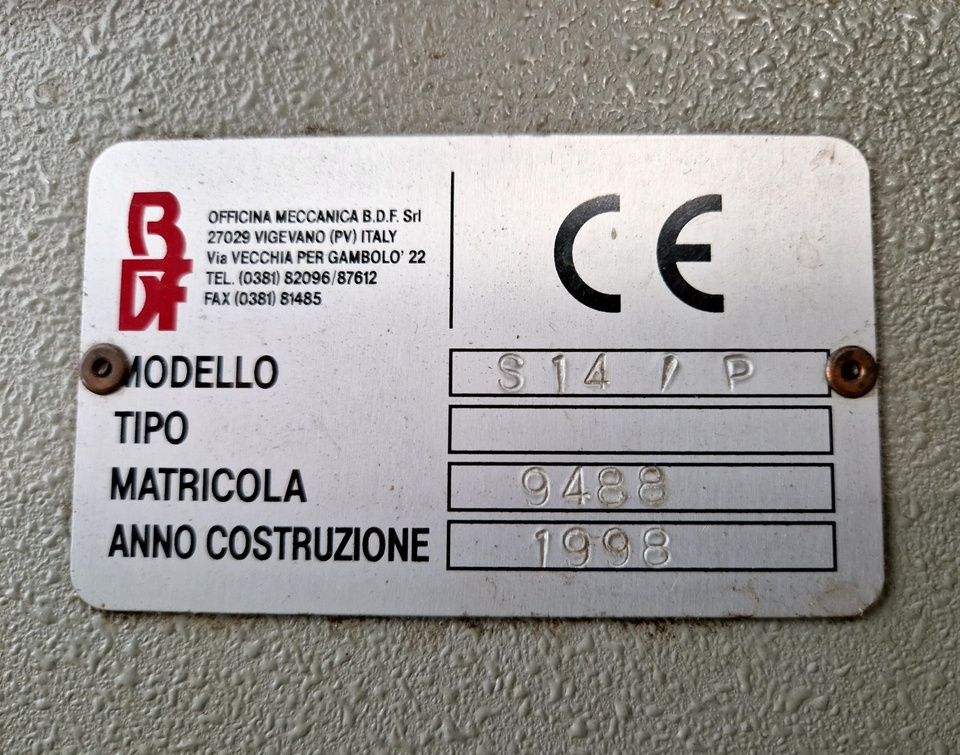 BDF
OFFICINA MECCANICA B.D.F. Srl
27029 VIGEVANO (PV) ITALY
Via VECCHIA PER GAMBOLO' 22
TEL. (0381) 82096/87612
FAX (0381) 81485
CE
MODELLO S14/P
TIPO
MATRICOLA 9488
ANNO COSTRUZIONE 1998